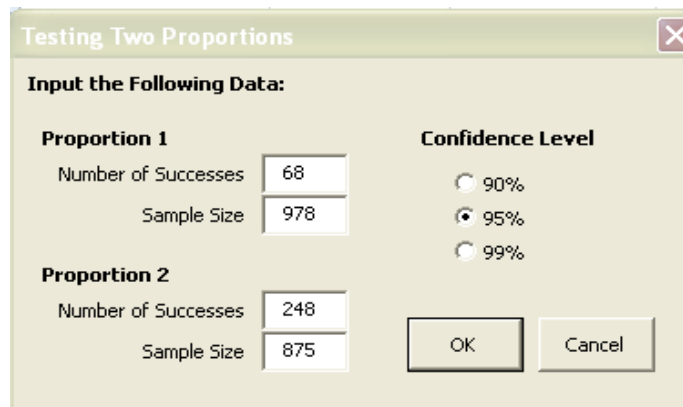 Testing Two Proportions
Input the Following Data:
Proportion 1
Number of Successes 68
Sample Size 978
Proportion 2
Number of Successes 248
Sample Size 875
Confidence Level
90%
95%
99%
OK Cancel